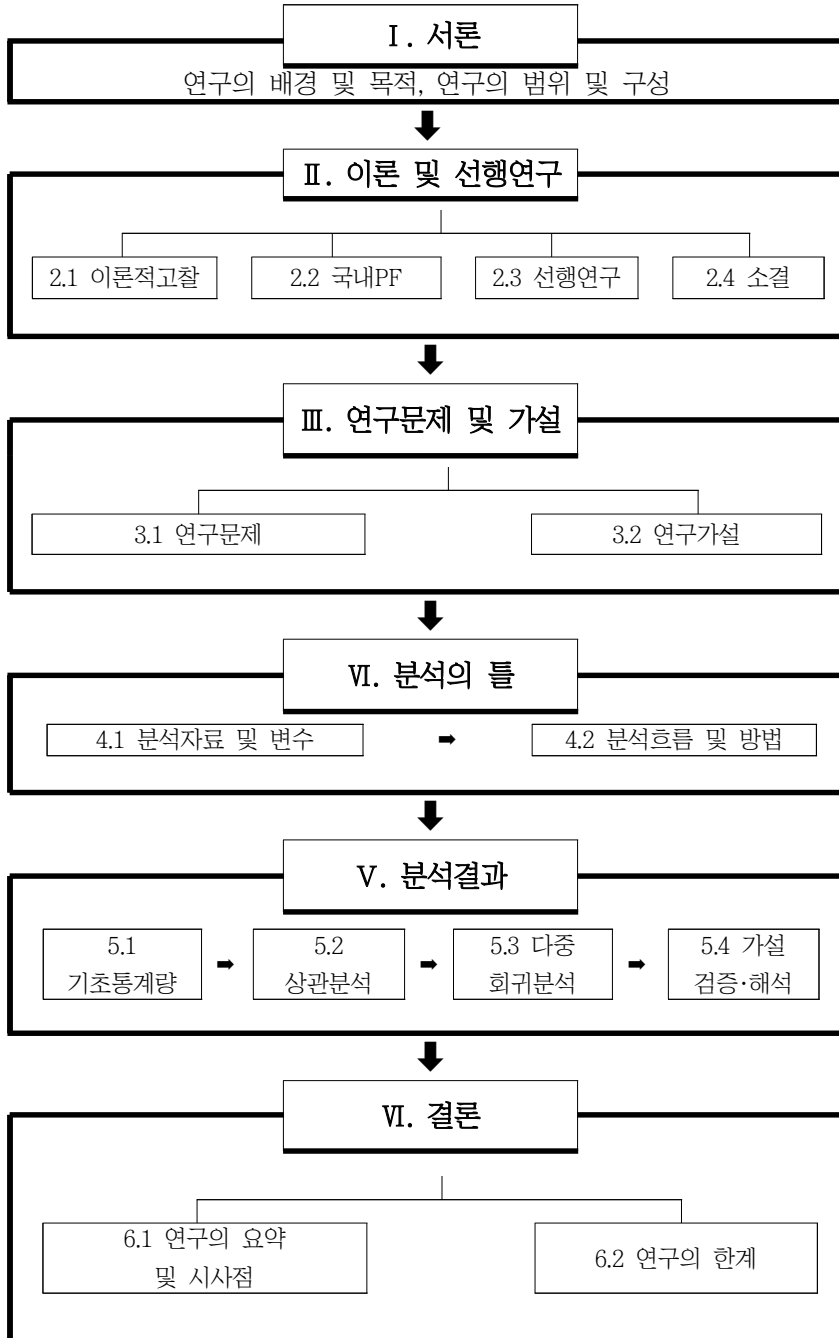 Ⅰ. 서론
연구의 배경 및 목적, 연구의 범위 및 구성
Ⅱ. 이론 및 선행연구
2.1 이론적고찰
2.2 국내PF
2.3 선행연구
2.4 소결
Ⅲ. 연구문제 및 가설
3.1 연구문제
3.2 연구가설
Ⅵ. 분석의 틀
4.1 분석자료 및 변수
4.2 분석흐름 및 방법
Ⅴ. 분석결과
5.1
기초통계량
5.2
상관분석
5.3 다중
회귀분석
5.4 가설
검증·해석
Ⅵ. 결론
6.1 연구의 요약
및 시사점
6.2 연구의 한계